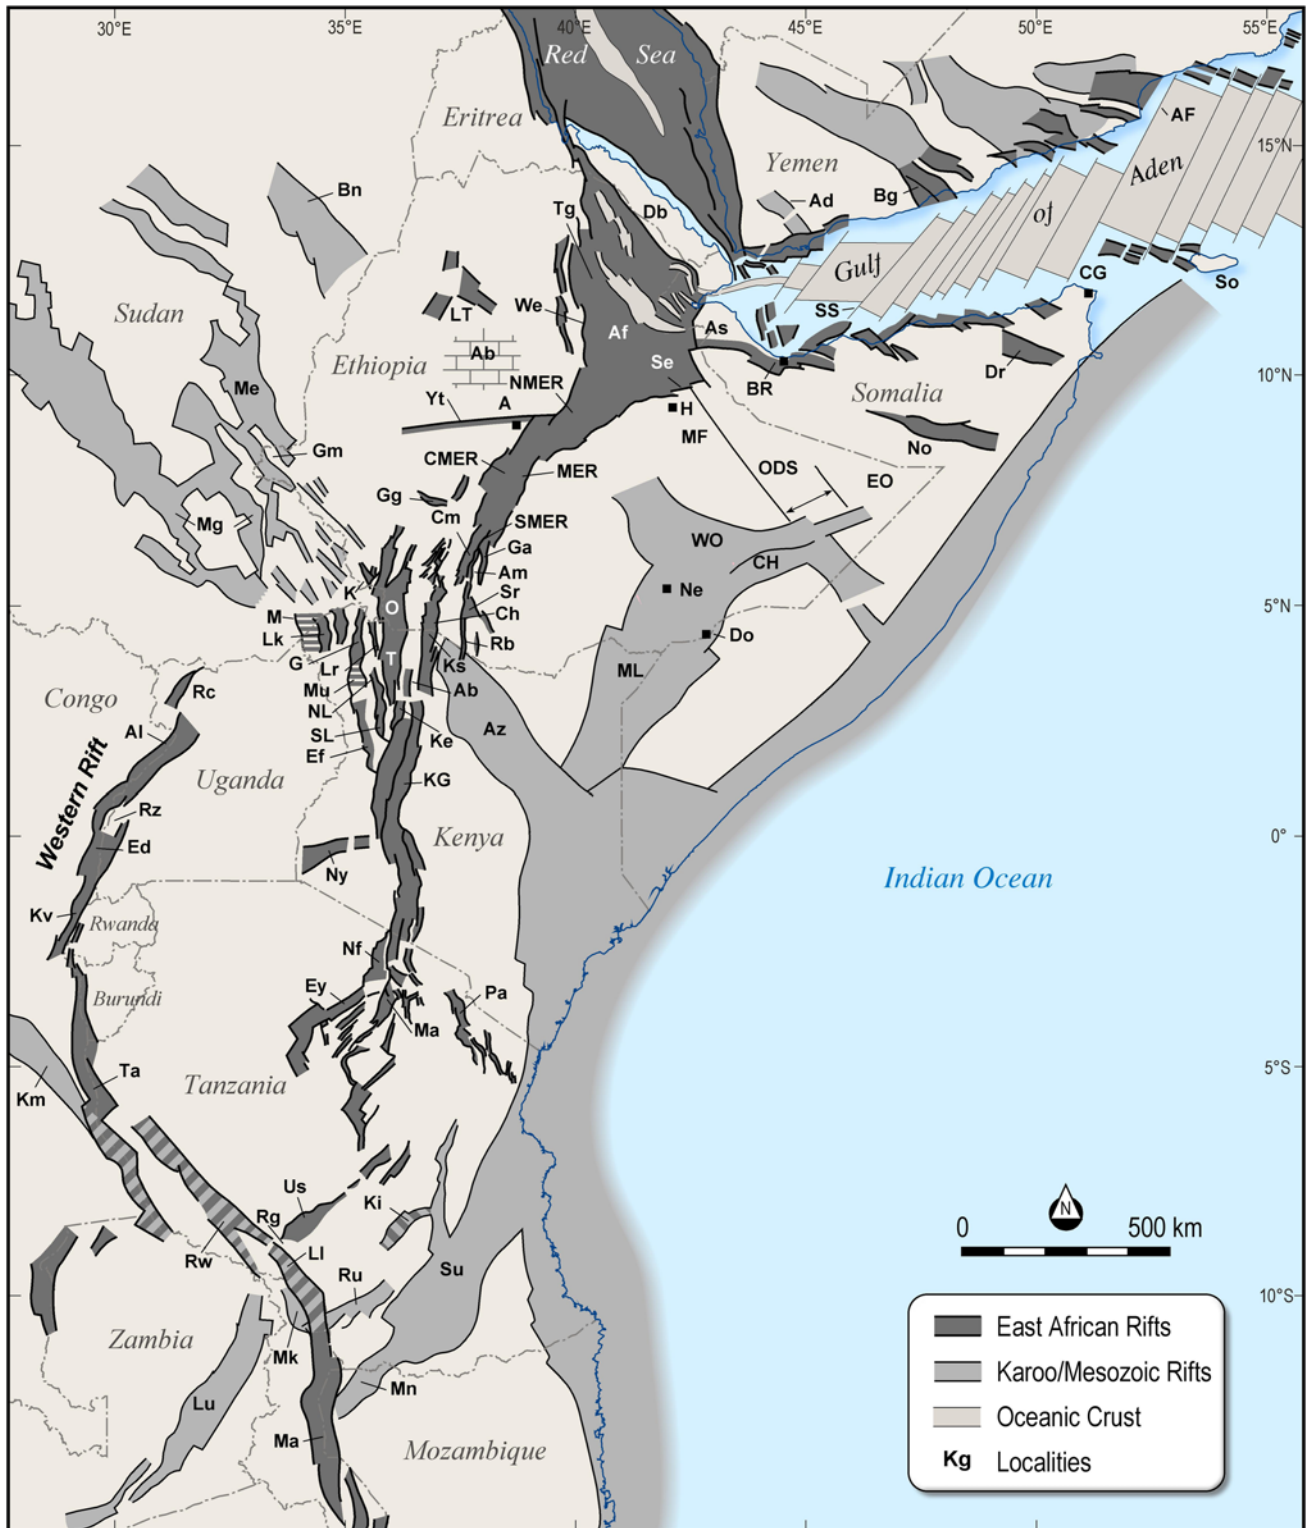 30°E
35°E
40°E
45°E
50°E
55°E
Red Sea
Eritrea
AF
15°N
Yemen
Aden
Bn
Ad
Bg
Tg
Db
of
Gulf
CG
So
Sudan
We
LT
SS
Af
As
Ab
Ethiopia
Se
Dr
10°N
NMER
BR
Me
Yt
A
Somalia
H
MF
No
Gm
CMER
MER
ODS
EO
Gg
Cm
Mg
SMER
WO
Ga
CH
Am
K
Sr
Ne
O
Ch
5°N
M
Lk
Rb
Do
G
Lr
T
Ks
ML
Rc
Mu
Ab
Congo
NL
Az
Al
SL
Ke
Ef
Western Rift
Uganda
KG
Rz
Kenya
0°
Ed
Ny
Indian Ocean
Kv
Rwanda
Nf
Ey
Pa
Burundi
Ma
Ta
5°S
Tanzania
Km
Us
Ki
Rg
0
N
500 km
Rw
Ll
Ru
Su
10°S
East African Rifts
Zambia
Mk
Karoo/Mesozoic Rifts
Mn
Lu
Oceanic Crust
Ma
Mozambique
Kg
Localities